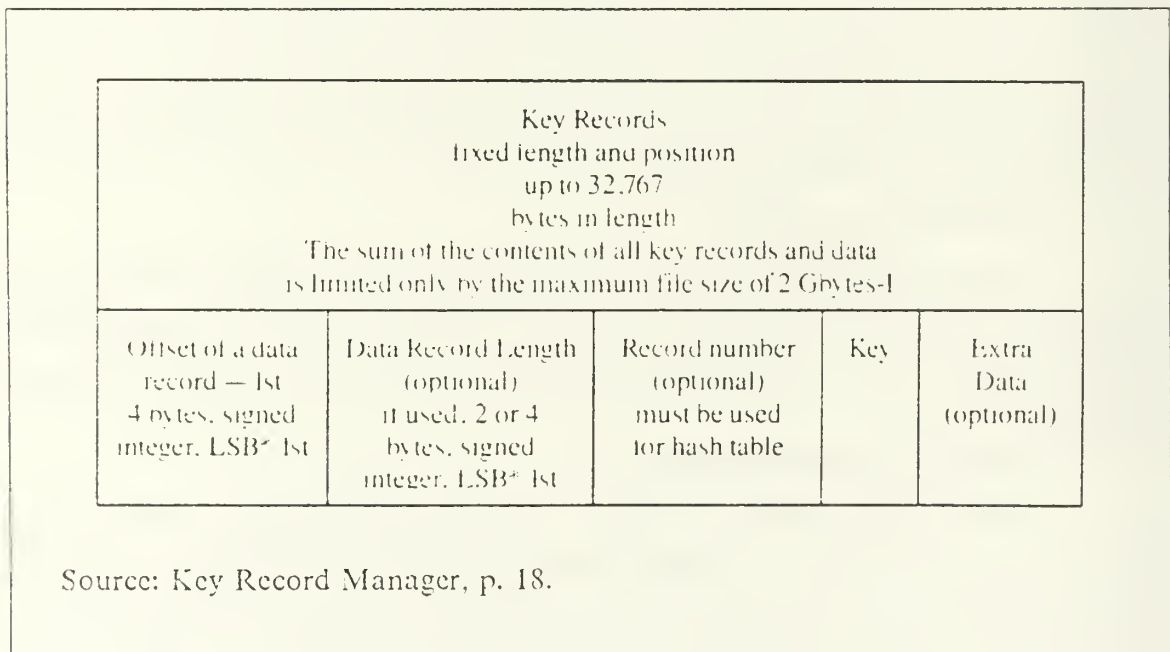 Key Records
fixed length and position
up to 32,767
bytes in length
The sum of the contents of all key records and data
is limited only by the maximum file size of 2 Gbytes-1
Offset of a data
record — 1st
4 bytes, signed
integer, LSB* 1st
Data Record Length
(optional)
if used, 2 or 4
bytes, signed
integer, LSB* 1st
Record number
(optional)
must be used
for hash table
Key
Extra
Data
(optional)
Source: Key Record Manager, p. 18.